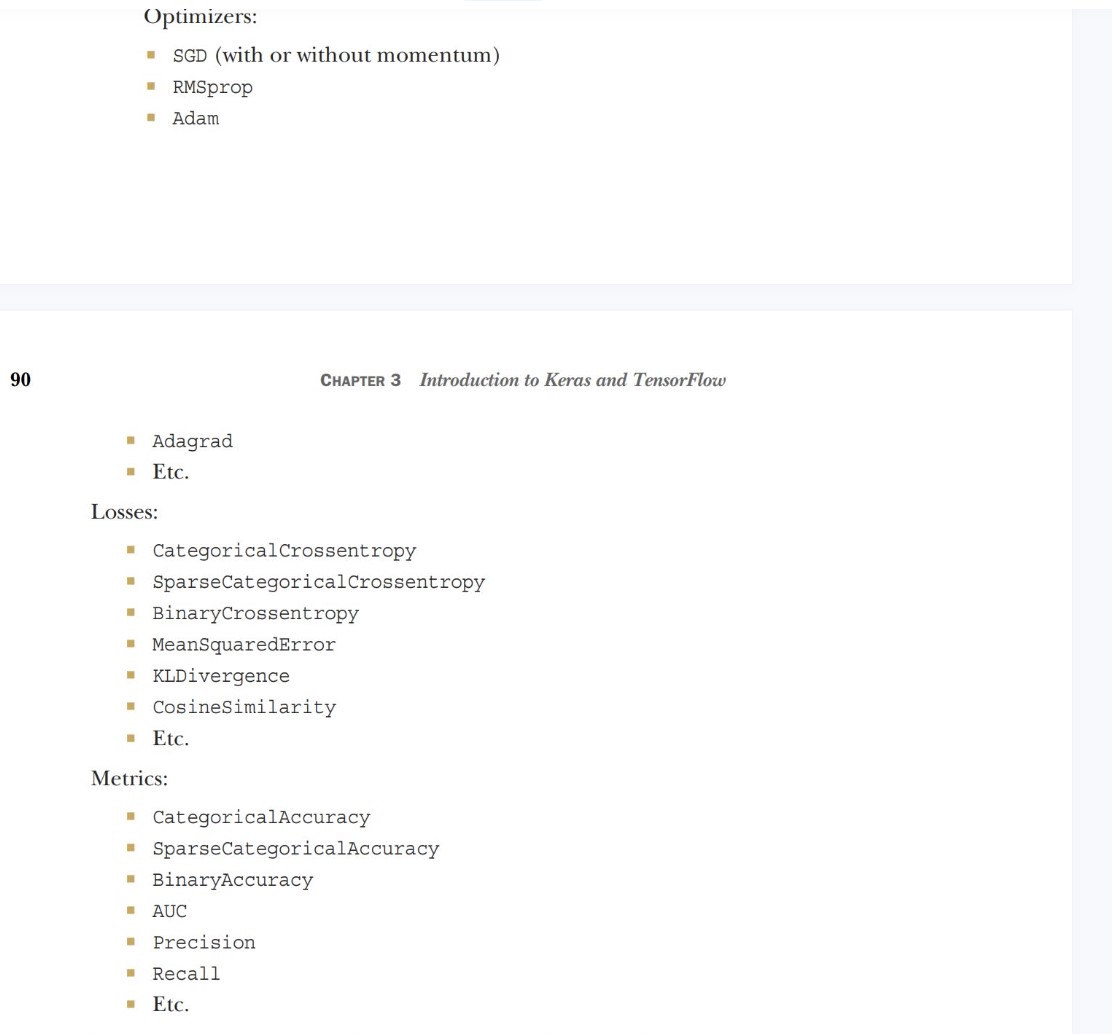 Optimizers:
SGD (with or without momentum)
RMSprop
Adam
90
CHAPTER 3 Introduction to Keras and TensorFlow
Adagrad
Etc.
Losses:
CategoricalCrossentropy
SparseCategoricalCrossentropy
BinaryCrossentropy
MeanSquaredError
KLDivergence
CosineSimilarity
Etc.
Metrics:
CategoricalAccuracy
SparseCategoricalAccuracy
BinaryAccuracy
AUC
Precision
Recall
Etc.